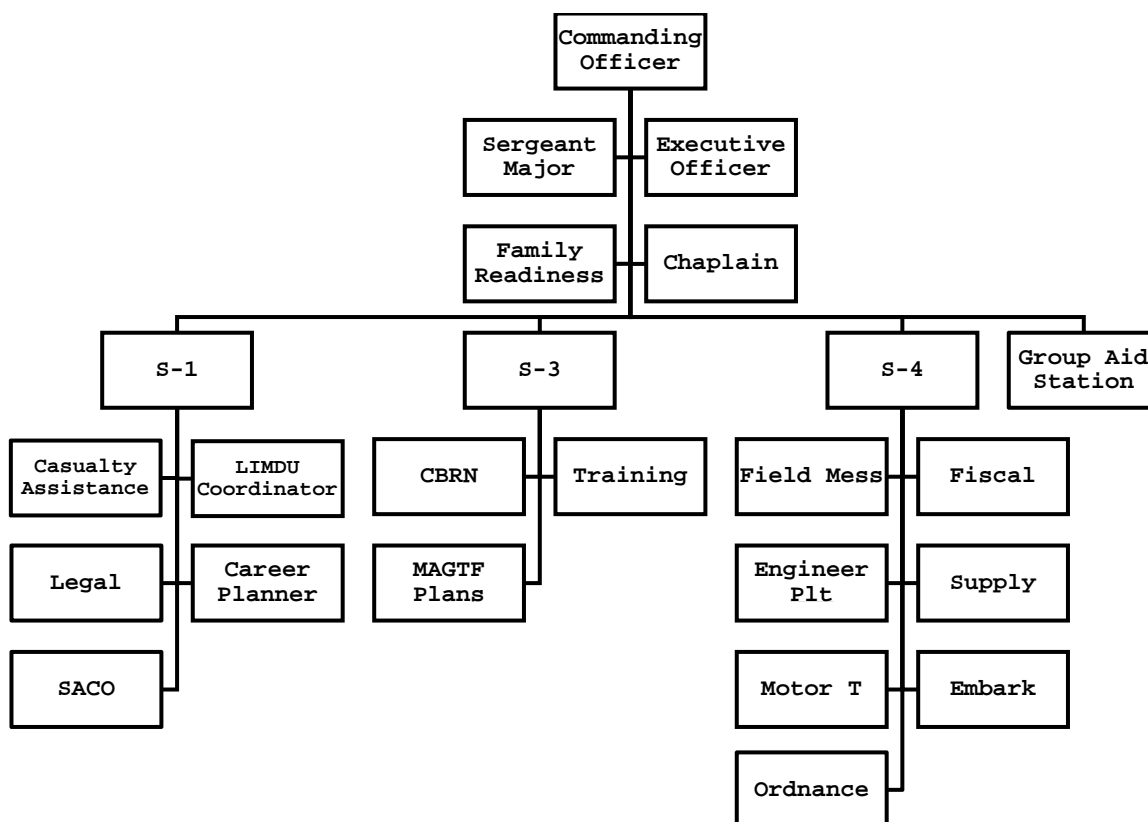 Commanding
Officer
Sergeant
Major
Executive
Officer
Family
Readiness
Chaplain
S-1
S-3
S-4
Group Aid
Station
Casualty
Assistance
LIMDU
Coordinator
CBRN
Training
Field Mess
Fiscal
Legal
Career
Planner
MAGTF
Plans
Engineer
Plt
Supply
SACO
Motor T
Embark
Ordnance